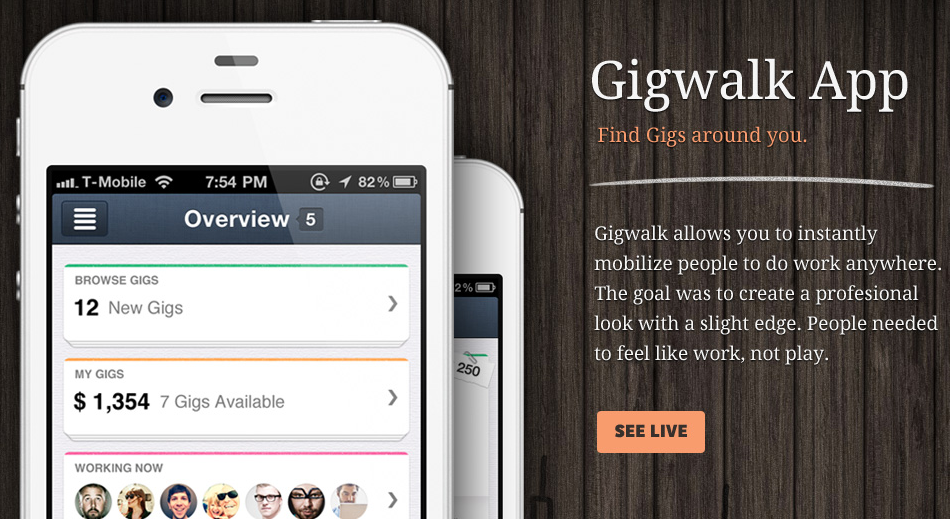 T-Mobile 7:54 PM 82%
Overview 5
BROWSE GIGS
12 New Gigs
MY GIGS
$ 1,354 7 Gigs Available
WORKING NOW
2%
250
Gigwalk App
Find Gigs around you.
Gigwalk allows you to instantly
mobilize people to do work anywhere.
The goal was to create a profesional
look with a slight edge. People needed
to feel like work, not play.
SEE LIVE